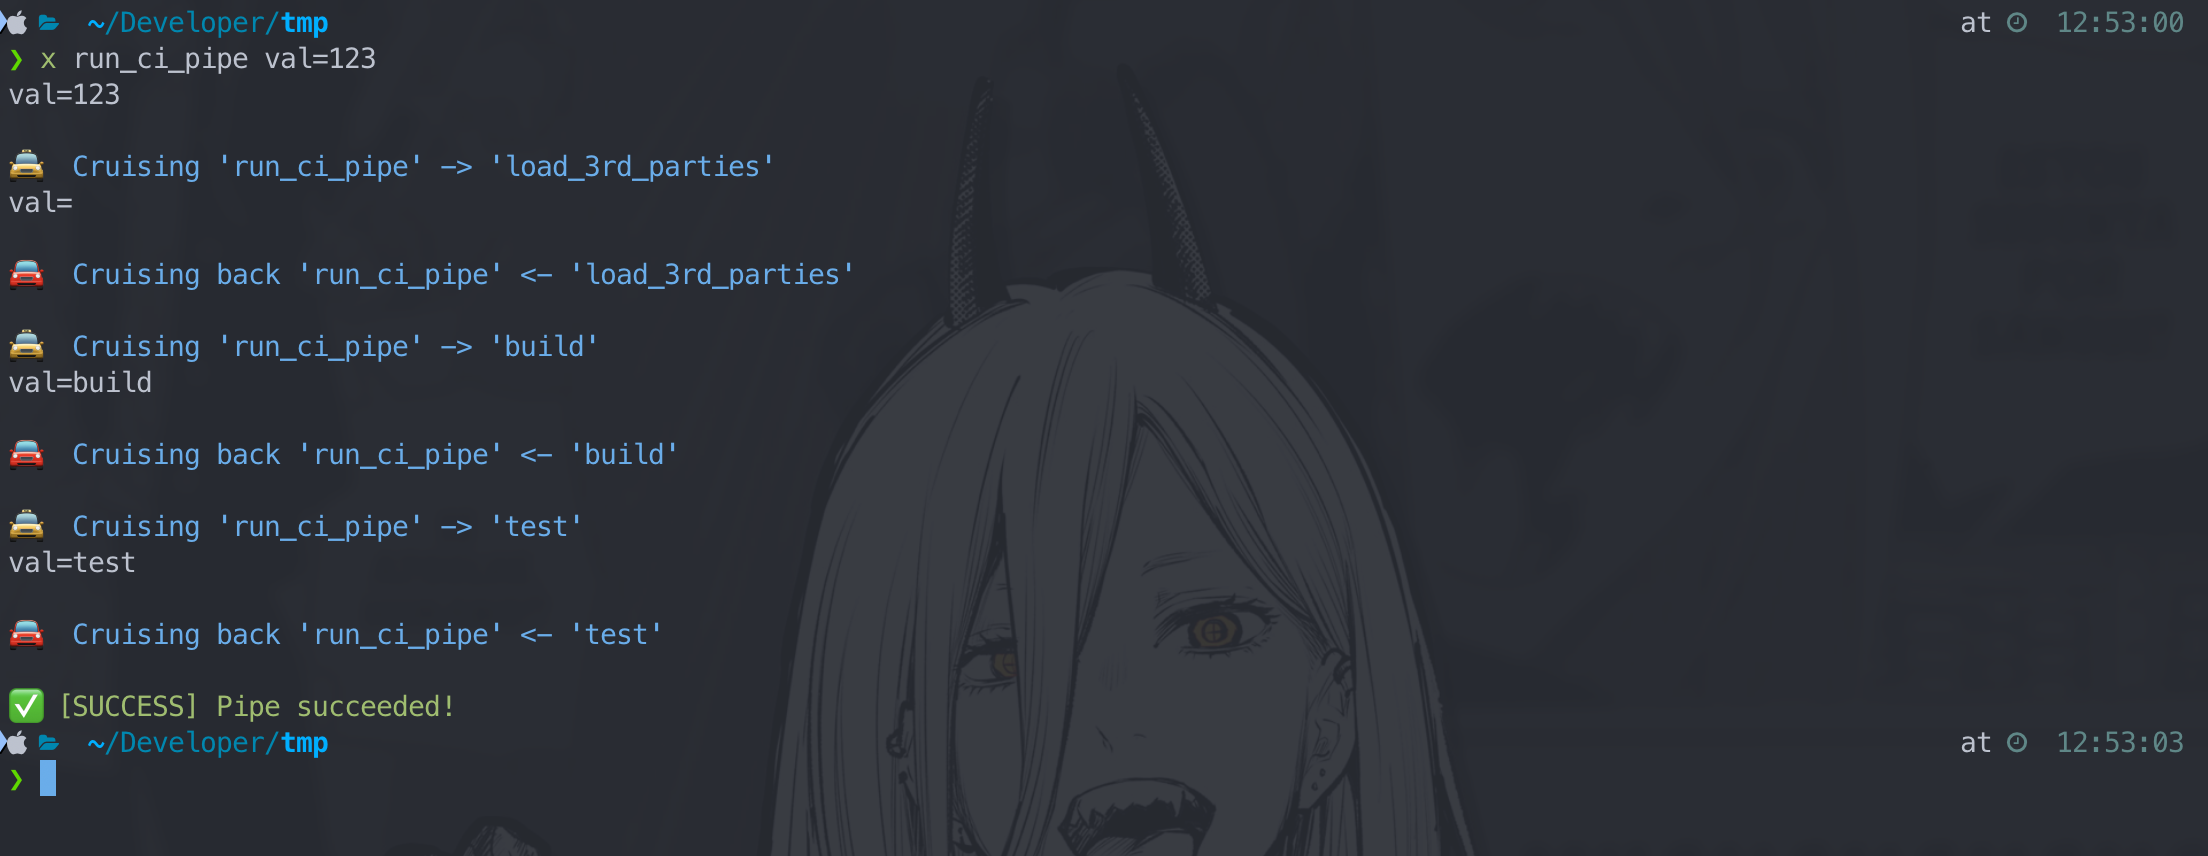 ~/Developer/tmp at 12:53:00
❯ x run_ci_pipe val=123
val=123
🚖 Cruising 'run_ci_pipe' -> 'load_3rd_parties'
val=
🚘 Cruising back 'run_ci_pipe' <- 'load_3rd_parties'
🚖 Cruising 'run_ci_pipe' -> 'build'
val=build
🚘 Cruising back 'run_ci_pipe' <- 'build'
🚖 Cruising 'run_ci_pipe' -> 'test'
val=test
🚘 Cruising back 'run_ci_pipe' <- 'test'
✅ [SUCCESS] Pipe succeeded!
~/Developer/tmp at 12:53:03
❯